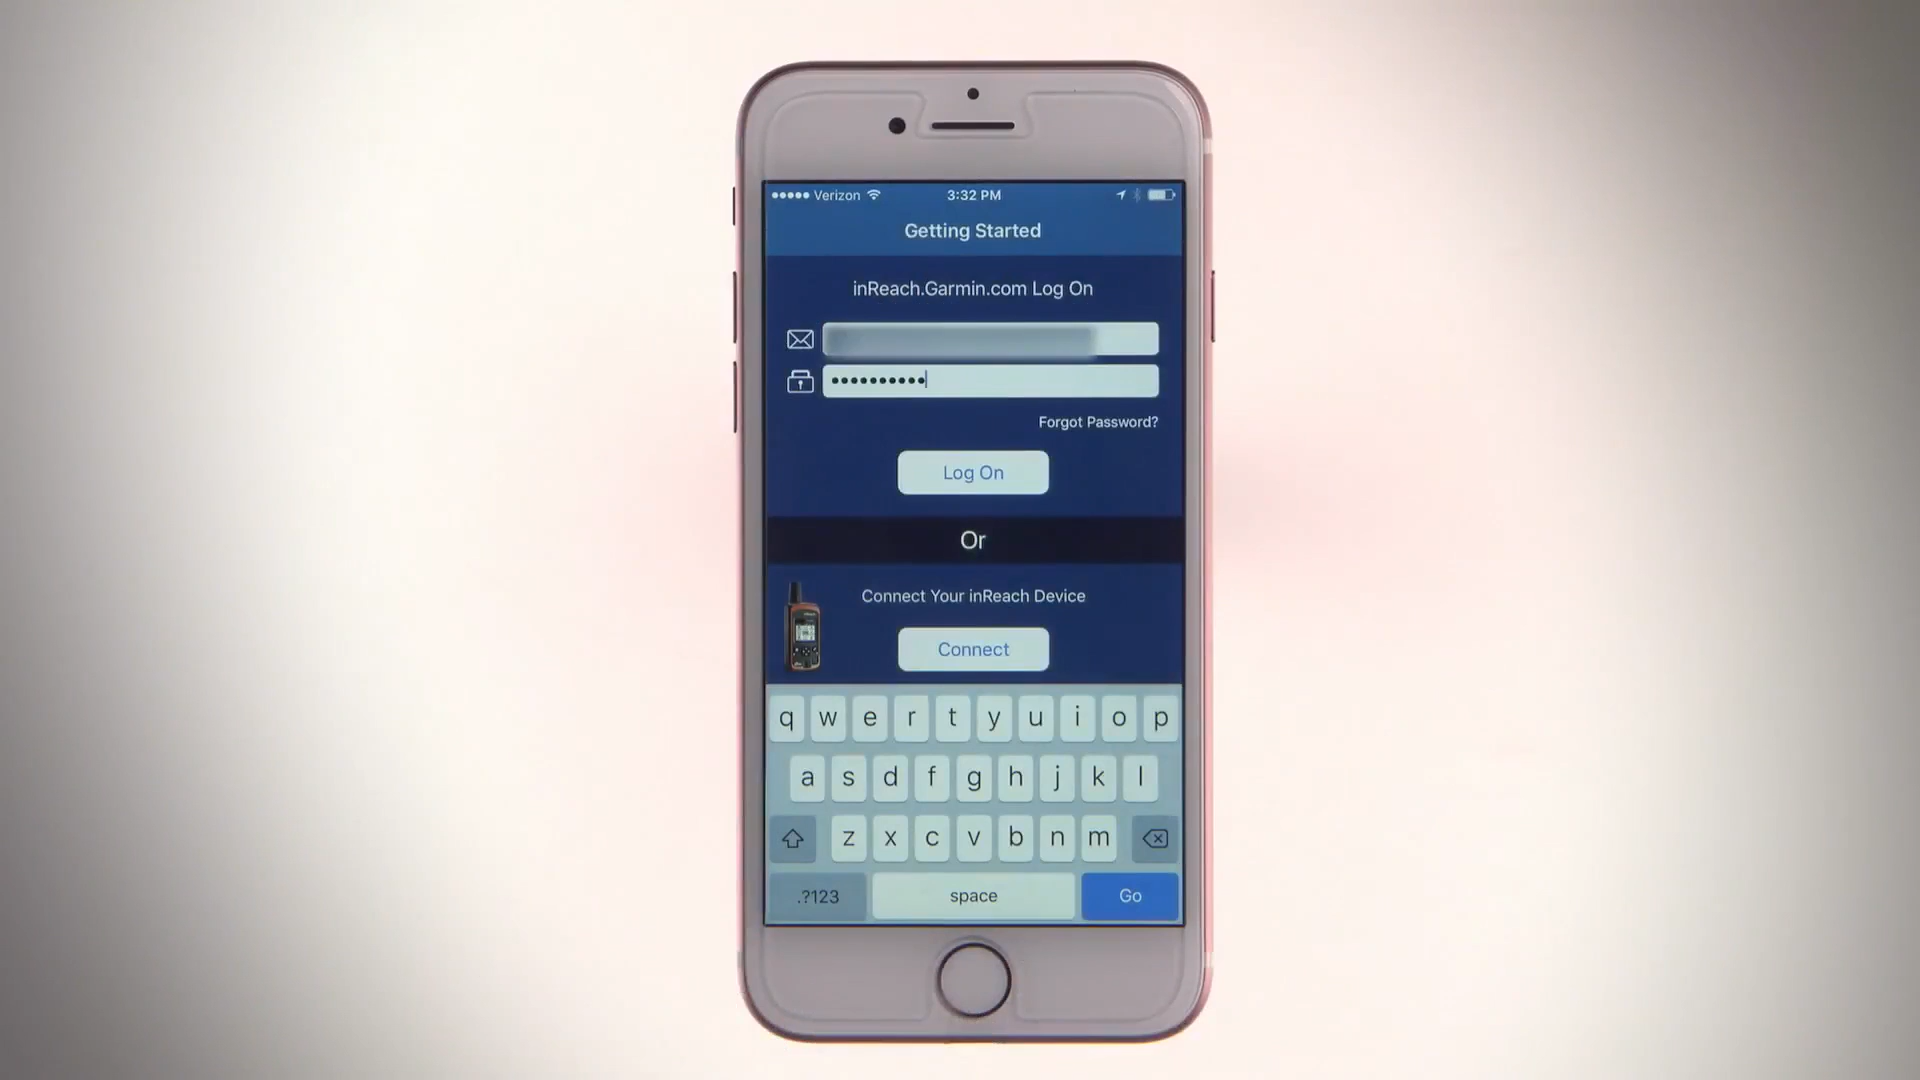 Verizon 3:32 PM
Getting Started
inReach.Garmin.com Log On
••••••••••
Forgot Password?
Log On
Or
Connect Your inReach Device
Connect
q w e r t y u i o p
a s d f g h j k l
z x c v b n m
.?123 space Go